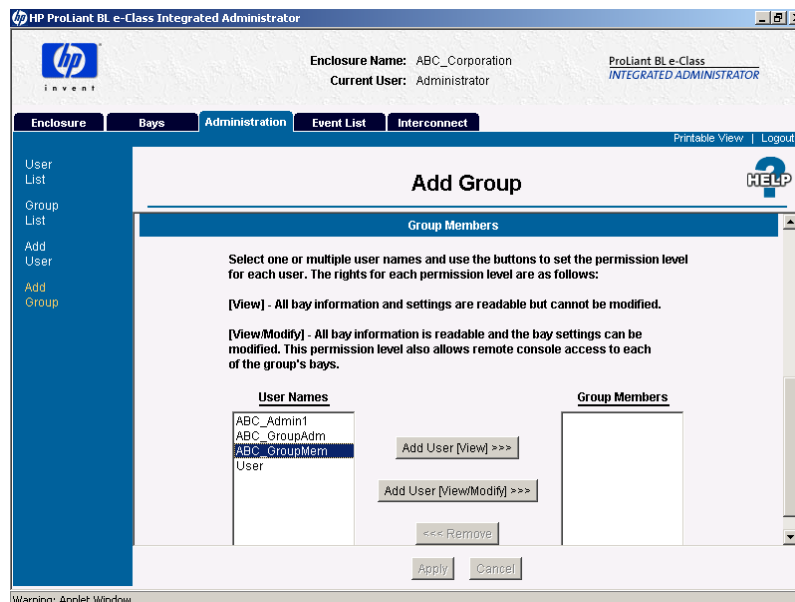 HP ProLiant BL e-Class Integrated Administrator
hp
invent
Enclosure Name: ABC_Corporation
Current User: Administrator
ProLiant BL e-Class
INTEGRATED ADMINISTRATOR
Enclosure Bays Administration Event List Interconnect
Printable View | Logout
User
List
Group
List
Add
User
Add
Group
Add Group
HELP
Group Members
Select one or multiple user names and use the buttons to set the permission level
for each user. The rights for each permission level are as follows:
[View] - All bay information and settings are readable but cannot be modified.
[View/Modify] - All bay information is readable and the bay settings can be
modified. This permission level also allows remote console access to each
of the group's bays.
User Names
Group Members
ABC_Admin1
ABC_GroupAdm
ABC_GroupMem
User
Add User [View] >>>
Add User [View/Modify] >>>
<<< Remove
Apply Cancel
Warning: Applet Window